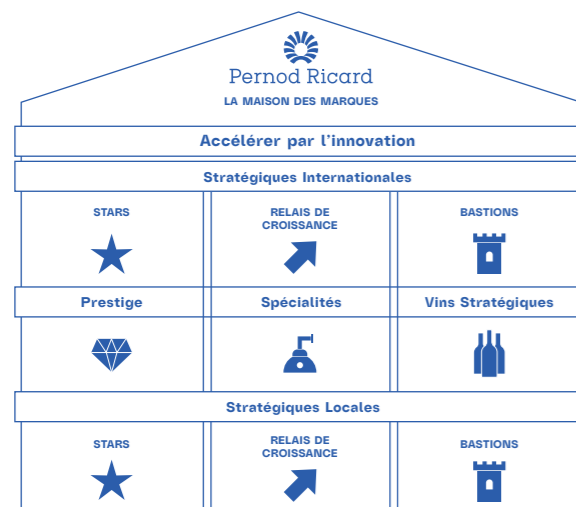 Pernod Ricard
LA MAISON DES MARQUES
Accélérer par l'innovation
Stratégiques Internationales
STARS
RELAIS DE
CROISSANCE
BASTIONS
Prestige
Spécialités
Vins Stratégiques
Stratégiques Locales
STARS
RELAIS DE
CROISSANCE
BASTIONS